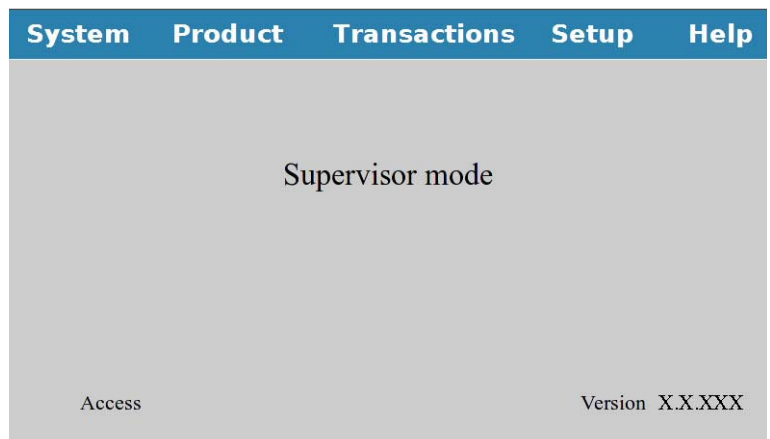 System Product Transactions Setup Help
Supervisor mode
Access Version X.X.XXX